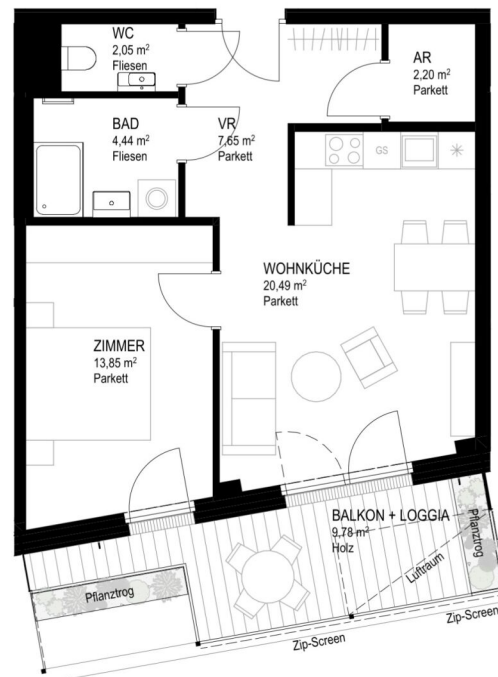 WC
2,05 m²
Fliesen
AR
2,20 m²
Parkett
BAD
4,44 m²
Fliesen
VR
7,65 m²
Parkett
GS
WOHNKÜCHE
20,49 m²
Parkett
ZIMMER
13,85 m²
Parkett
BALKON + LOGGIA
9,78 m²
Holz
Pflanztrog
Luftraum
Pflanztrog
Zip-Screen
Zip-Screen